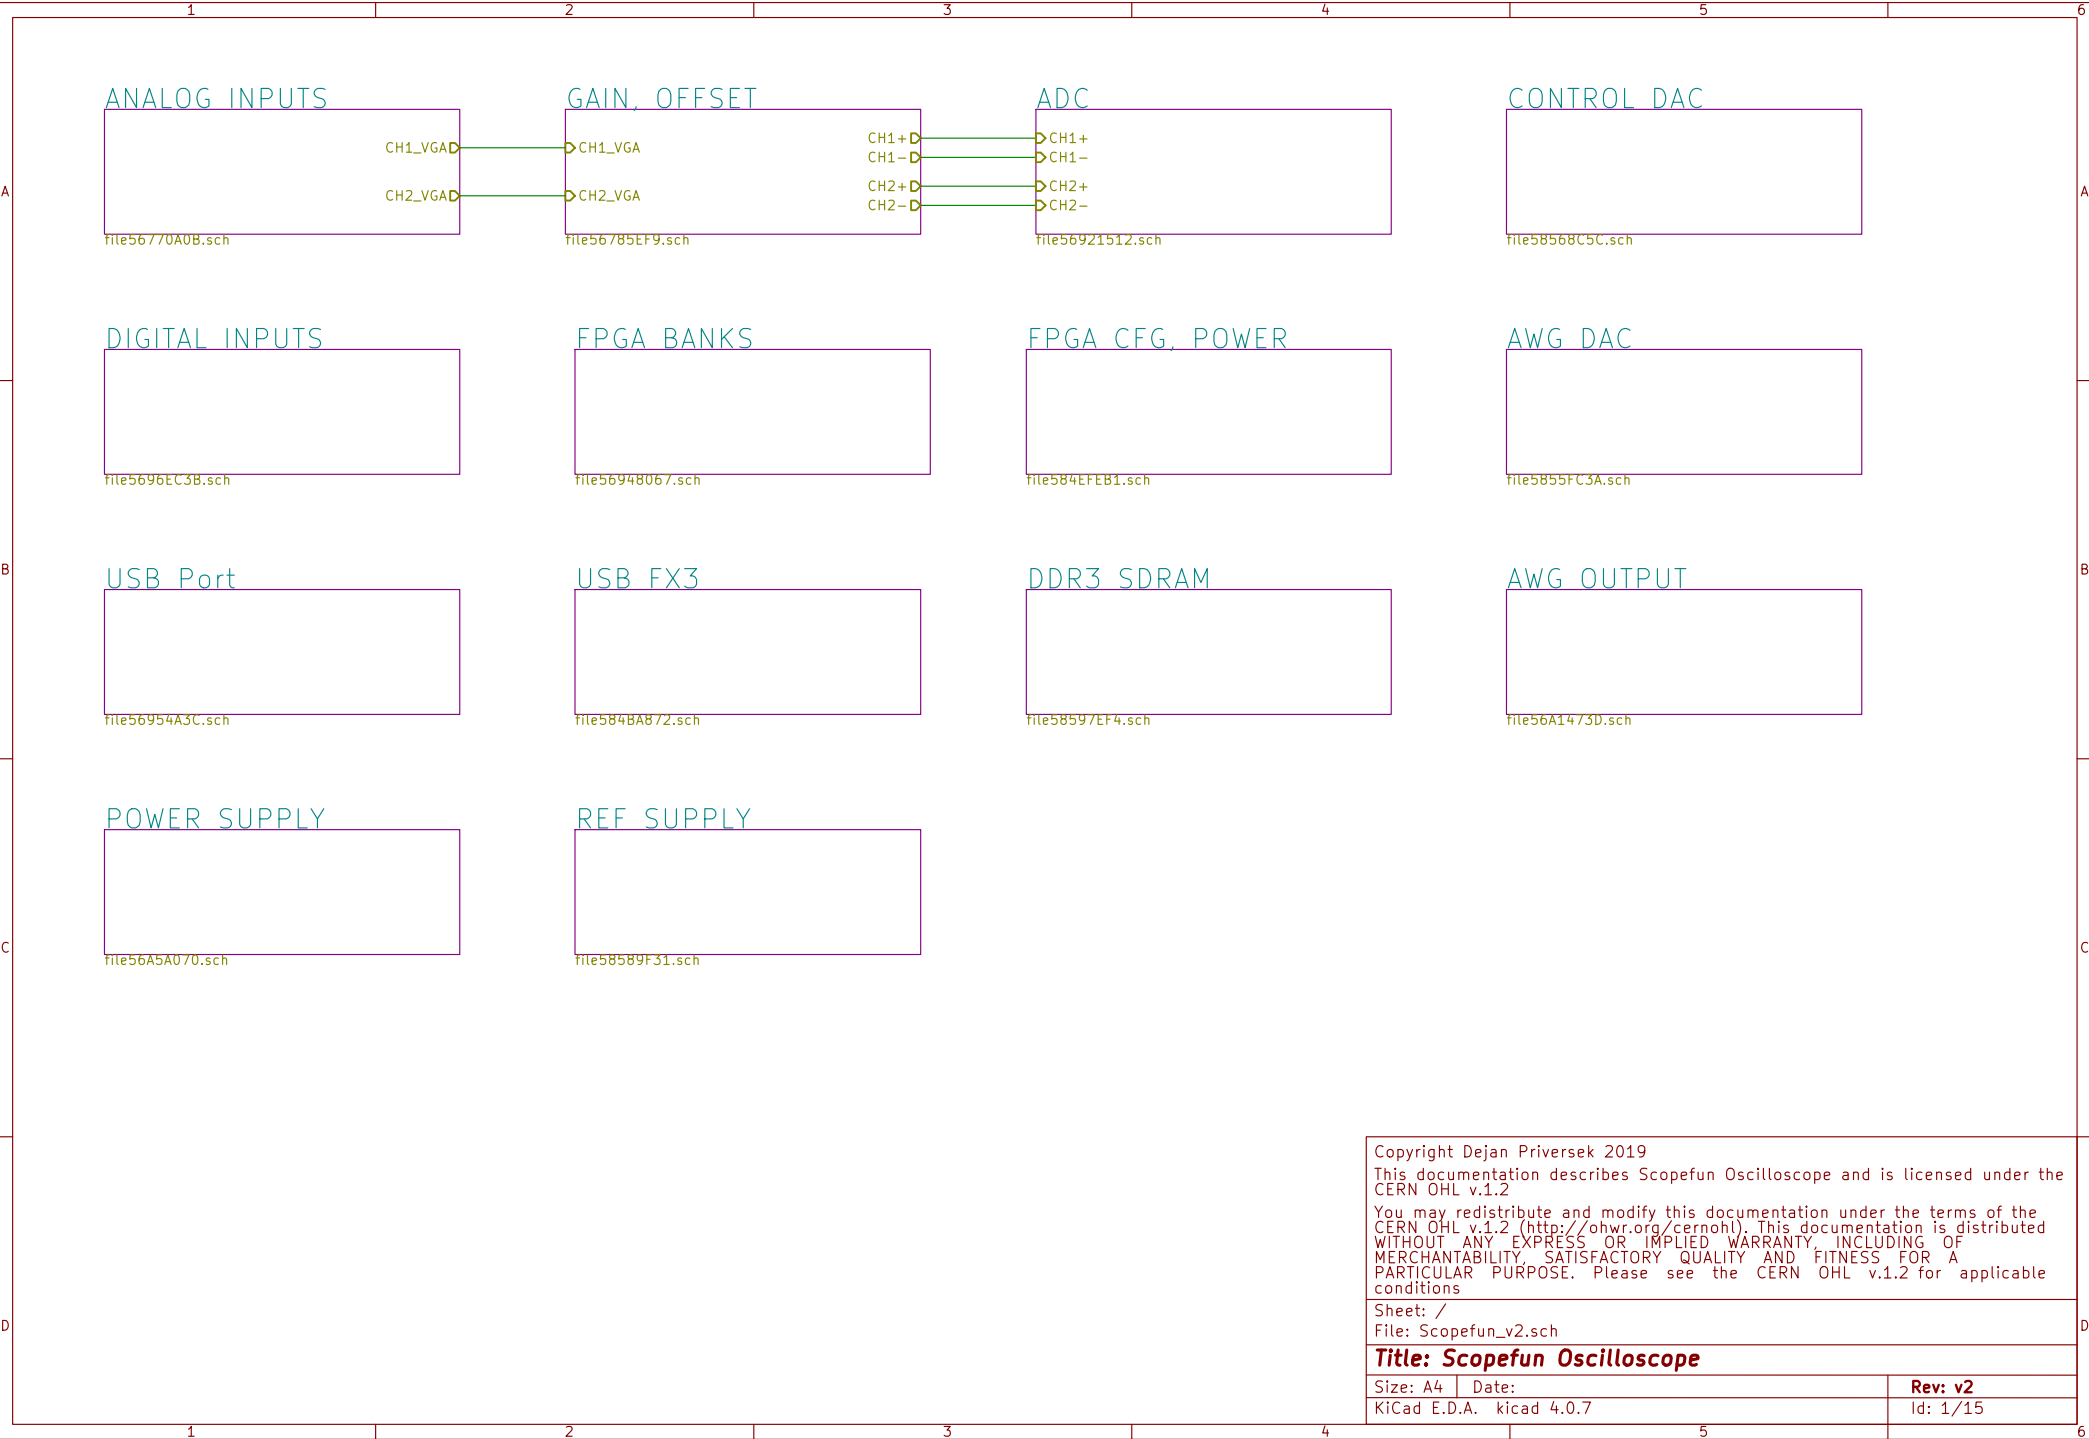 1 2 3 4 5 6
ANALOG INPUTS GAIN, OFFSET ADC CONTROL DAC
CH1+ CH1+
CH1_VGA CH1_VGA
CH1- CH1-
CH2+ CH2+
A A
CH2_VGA CH2_VGA
CH2- CH2-
file56770A0B.sch file56785EF9.sch file56921512.sch file58568C5C.sch
DIGITAL INPUTS FPGA BANKS FPGA CFG, POWER AWG DAC
file5696EC3B.sch file56948067.sch file584EFEB1.sch file5855FC3A.sch
B B
USB Port USB FX3 DDR3 SDRAM AWG OUTPUT
file56954A3C.sch file584BA872.sch file58597EF4.sch file56A1473D.sch
POWER SUPPLY REF SUPPLY
C C
file56A5A070.sch file58589F31.sch
Copyright Dejan Priversek 2019
This documentation describes Scopefun Oscilloscope and is licensed under the
CERN OHL v.1.2
You may redistribute and modify this documentation under the terms of the
CERN OHL v.1.2 (http://ohwr.org/cernohl). This documentation is distributed
WITHOUT ANY EXPRESS OR IMPLIED WARRANTY, INCLUDING OF
MERCHANTABILITY, SATISFACTORY QUALITY AND FITNESS FOR A
PARTICULAR PURPOSE. Please see the CERN OHL v.1.2 for applicable
conditions
Sheet: /
D D
File: Scopefun_v2.sch
Title: Scopefun Oscilloscope
Size: A4 Date: Rev: v2
KiCad E.D.A. kicad 4.0.7 Id: 1/15
1 2 3 4 5 6